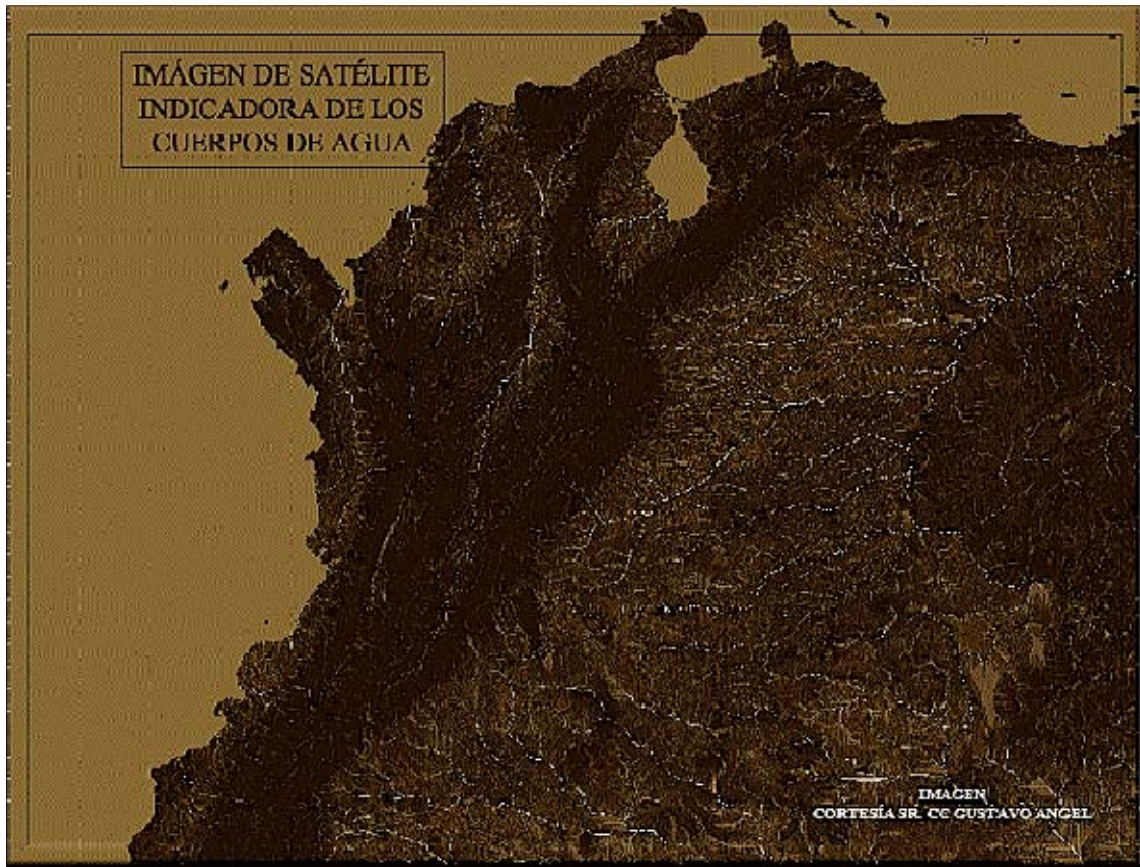 IMÁGEN DE SATÉLITE
INDICADORA DE LOS
CUERPOS DE AGUA
IMAGEN
CORTESÍA SR. CC GUSTAVO ANGEL